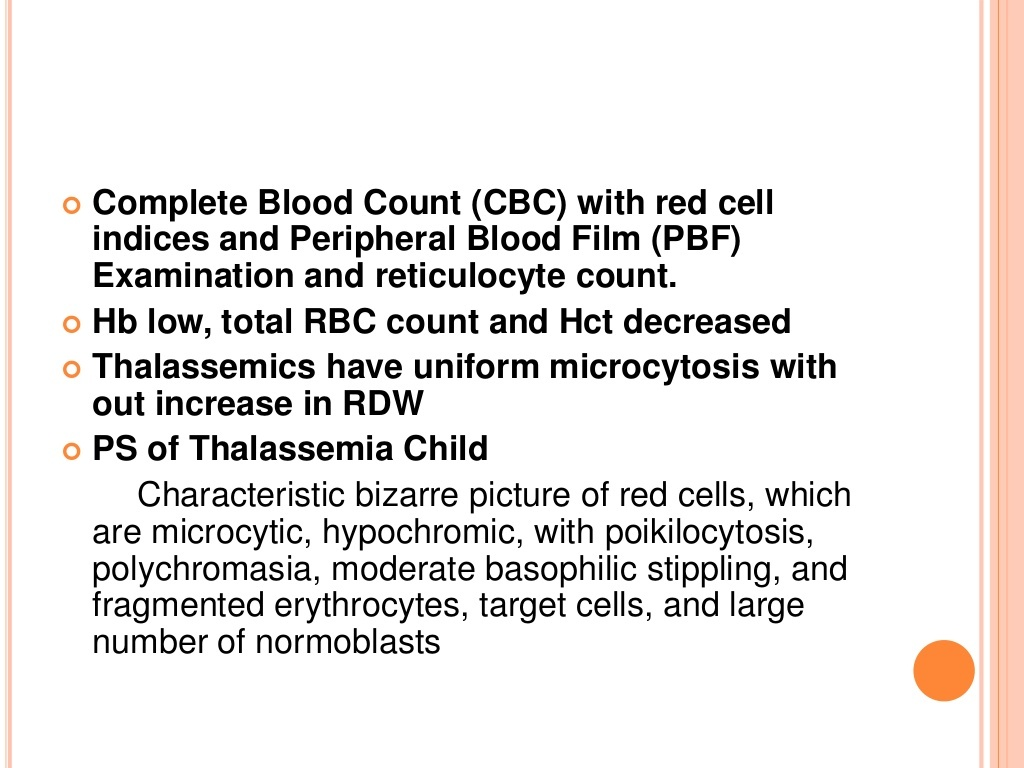 Complete Blood Count (CBC) with red cell
indices and Peripheral Blood Film (PBF)
Examination and reticulocyte count.
Hb low, total RBC count and Hct decreased
Thalassemics have uniform microcytosis with
out increase in RDW
PS of Thalassemia Child
Characteristic bizarre picture of red cells, which
are microcytic, hypochromic, with poikilocytosis,
polychromasia, moderate basophilic stippling, and
fragmented erythrocytes, target cells, and large
number of normoblasts